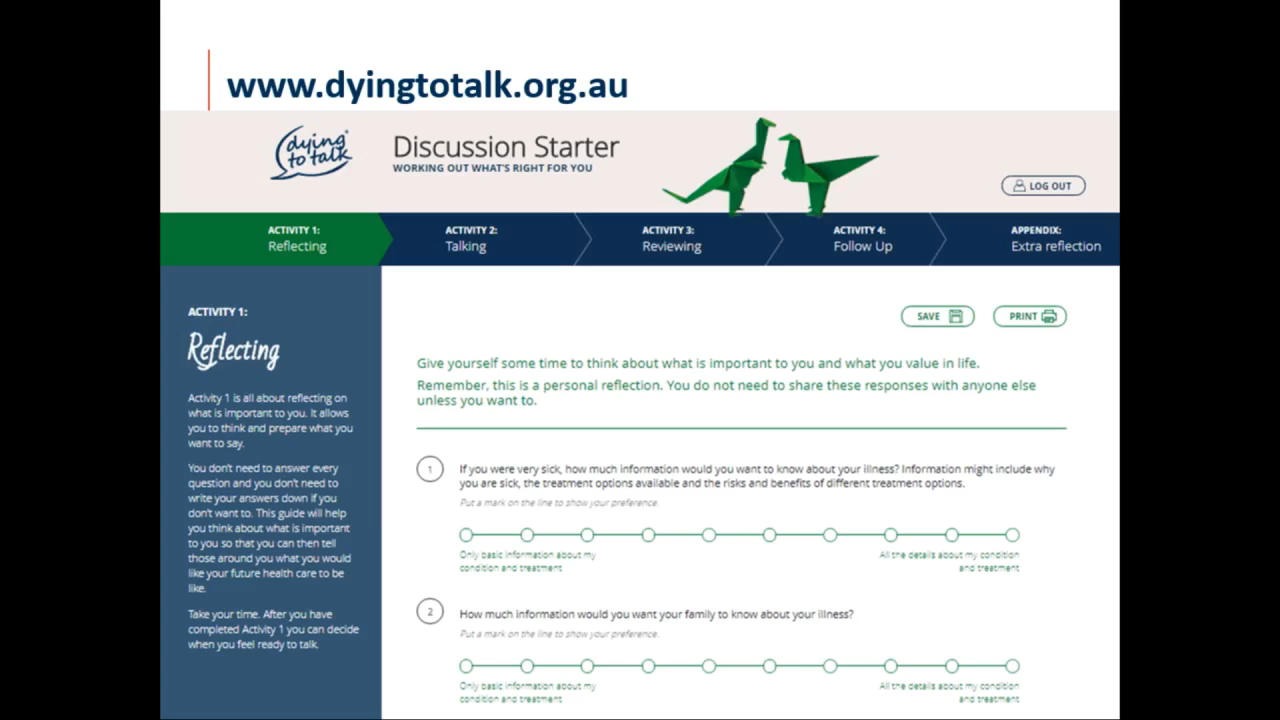 www.dyingtotalk.org.au
dying
to talk
Discussion Starter
WORKING OUT WHAT'S RIGHT FOR YOU
LOG OUT
ACTIVITY 1:
Reflecting
ACTIVITY 2:
Talking
ACTIVITY 3:
Reviewing
ACTIVITY 4:
Follow Up
APPENDIX:
Extra reflection
ACTIVITY 1:
Reflecting
Activity 1 is all about reflecting on
what is important to you. It allows
you to think and prepare what you
want to say.
You don't need to answer every
question and you don't need to
write your answers down if you
don't want to. This guide will help
you think about what is important
to you so that you can then tell
those around you what you would
like your future health care to be
like.
Take your time. After you have
completed Activity 1 you can decide
when you feel ready to talk.
SAVE
PRINT
Give yourself some time to think about what is important to you and what you value in life.
Remember, this is a personal reflection. You do not need to share these responses with anyone else
unless you want to.
1
If you were very sick, how much information would you want to know about your illness? Information might include why
you are sick, the treatment options available and the risks and benefits of different treatment options.
Put a mark on the line to show your preference.
Only basic information about my
condition and treatment
All the details about my condition
and treatment
2
How much information would you want your family to know about your illness?
Put a mark on the line to show your preference.
Only basic information about my
condition and treatment
All the details about my condition
and treatment